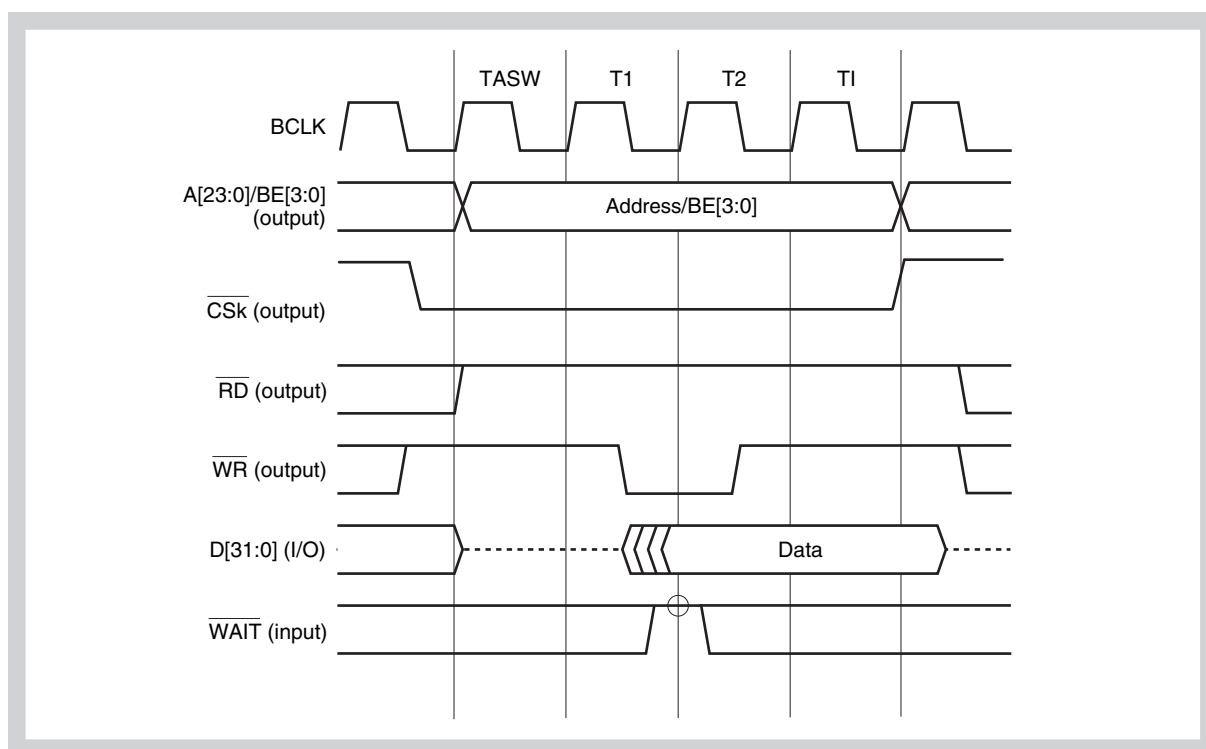 TASW T1 T2 TI
BCLK
A[23:0]/BE[3:0]
(output)
Address/BE[3:0]
CSk (output)
RD (output)
WR (output)
D[31:0] (I/O)
Data
WAIT (input)